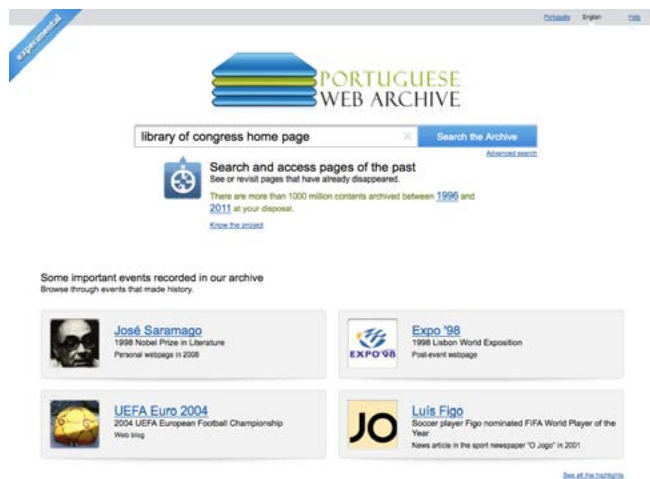 experimental
Português English Help
PORTUGUESE
WEB ARCHIVE
library of congress home page × Search the Archive
Advanced search
Search and access pages of the past
See or revisit pages that have already disappeared.
There are more than 1000 million contents archived between 1996 and
2011 at your disposal.
Know the project
Some important events recorded in our archive
Browse through events that made history.
José Saramago
1998 Nobel Prize in Literature
Personal webpage in 2008
EXPO'98
Expo '98
1998 Lisbon World Exposition
Post-event webpage
UEFA Euro 2004
2004 UEFA European Football Championship
Web blog
JO
Luís Figo
Soccer player Figo nominated FIFA World Player of the
Year
News article in the sport newspaper "O Jogo" in 2001
See all the highlights